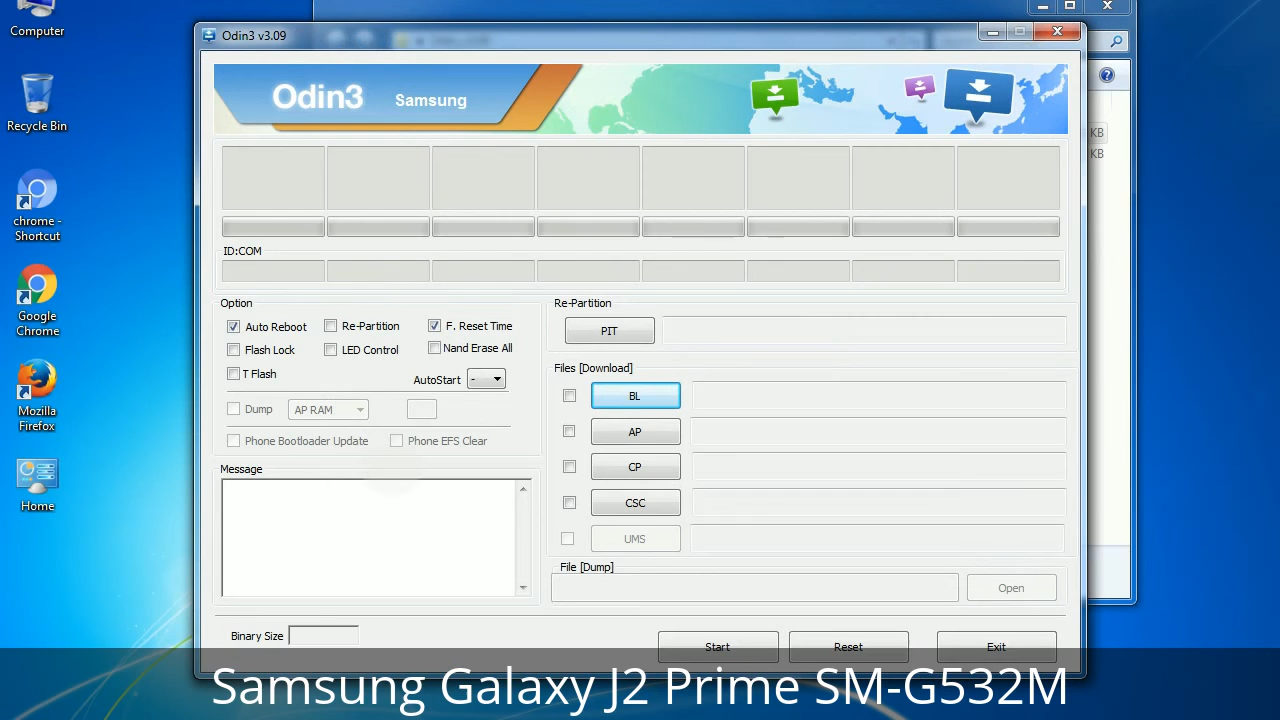 Computer
Recycle Bin
chrome -
Shortcut
Google
Chrome
Mozilla
Firefox
Home
Odin3 v3.09
Odin3 Samsung
ID:COM
Option
Auto Reboot
Re-Partition
F. Reset Time
Flash Lock
LED Control
Nand Erase All
T Flash
AutoStart -
Dump
AP RAM
Phone Bootloader Update
Phone EFS Clear
Message
Binary Size
Re-Partition
PIT
Files [Download]
BL
AP
CP
CSC
UMS
File [Dump]
Open
Start
Reset
Exit
KB
KB
Samsung Galaxy J2 Prime SM-G532M